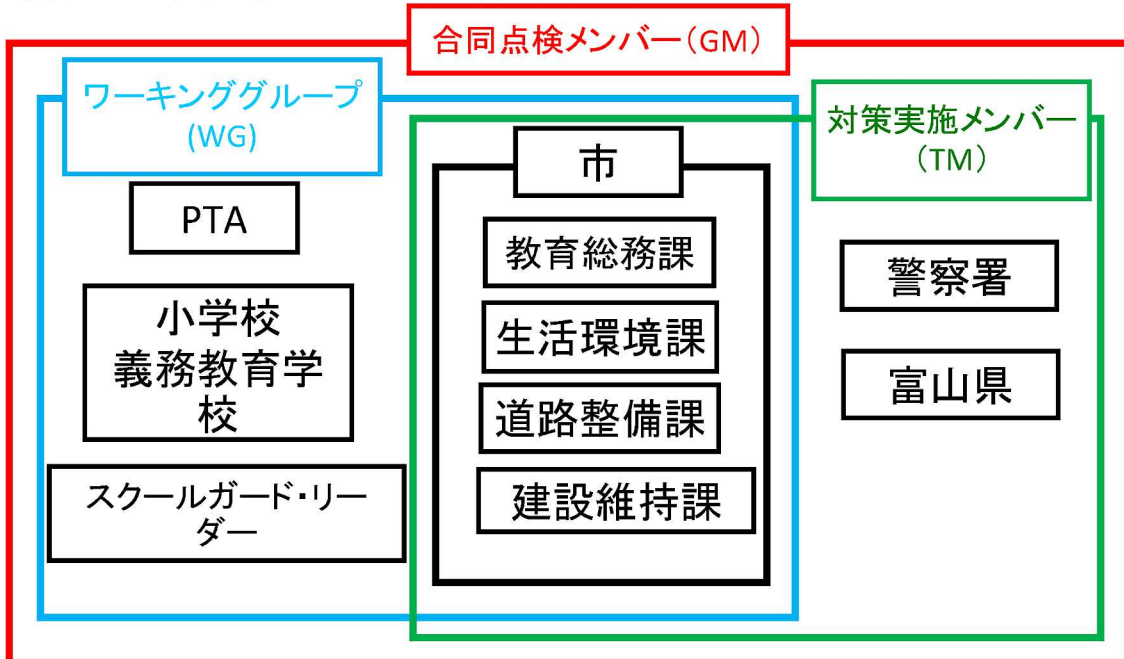 合同点検メンバー（GM）
ワーキンググループ
(WG)
PTA
小学校
義務教育学
校
スクールガード・リー
ダー
市
教育総務課
生活環境課
道路整備課
建設維持課
対策実施メンバー
（TM）
警察署
富山県